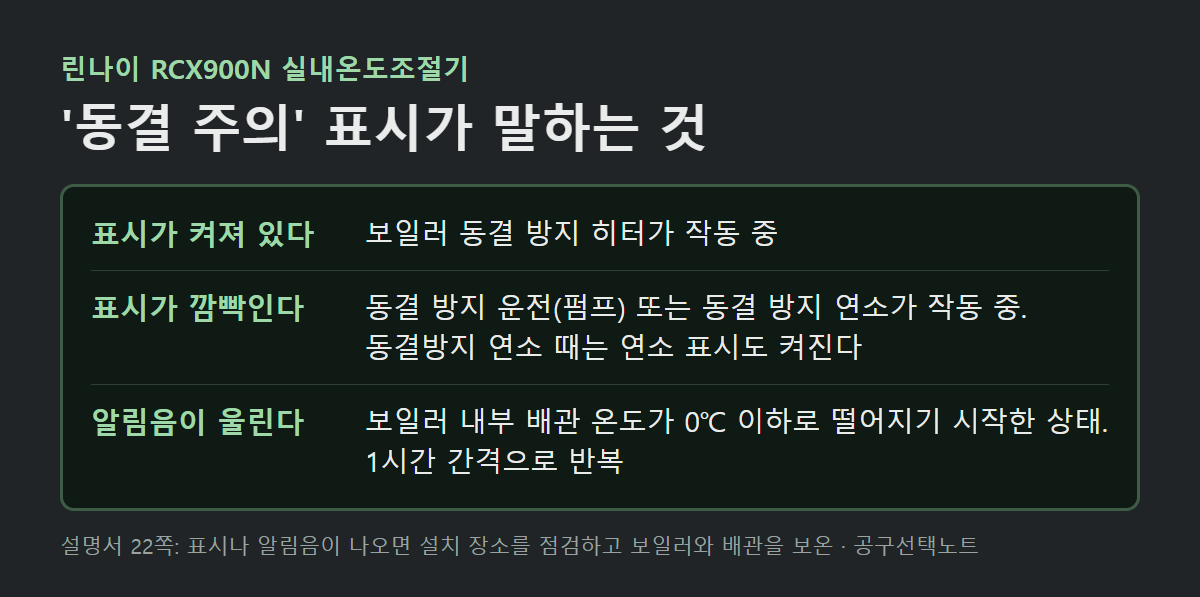 린나이 RCX900N 실내온도조절기
'동결 주의' 표시가 말하는 것
표시가 켜져 있다 보일러 동결 방지 히터가 작동 중
표시가 깜빡인다 동결 방지 운전(펌프) 또는 동결 방지 연소가 작동 중.
동결방지 연소 때는 연소 표시도 켜진다
알림음이 울린다 보일러 내부 배관 온도가 0℃ 이하로 떨어지기 시작한 상태.
1시간 간격으로 반복
설명서 22쪽: 표시나 알림음이 나오면 설치 장소를 점검하고 보일러와 배관을 보온 · 공구선택노트